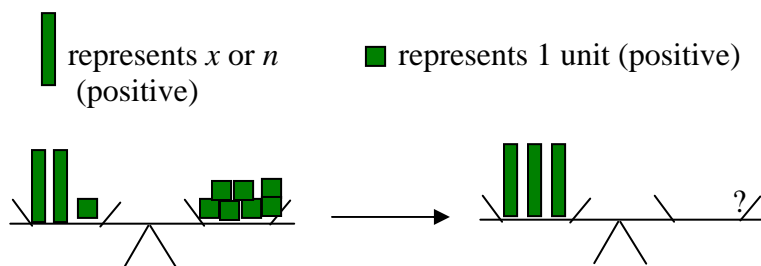 represents x or n
(positive)
represents 1 unit (positive)
?